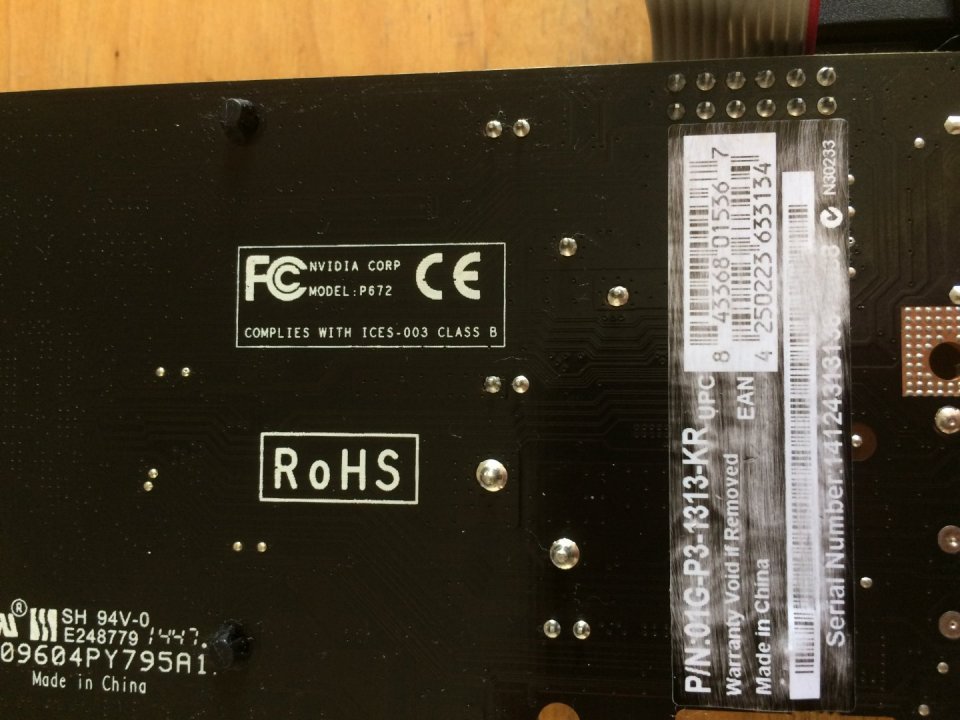 FC
NVIDIA CORP
MODEL:P672
CE
COMPLIES WITH ICES-003 CLASS B
RoHS
SH 94V-0
E248779 1447.
09604PY795A1.
Made in China
P/N:01G-P3-1313-KR
UPC
8 43368 01536 7
Warranty Void if Removed
EAN
4 250223 633134
Made in China
Serial Number:
N30233